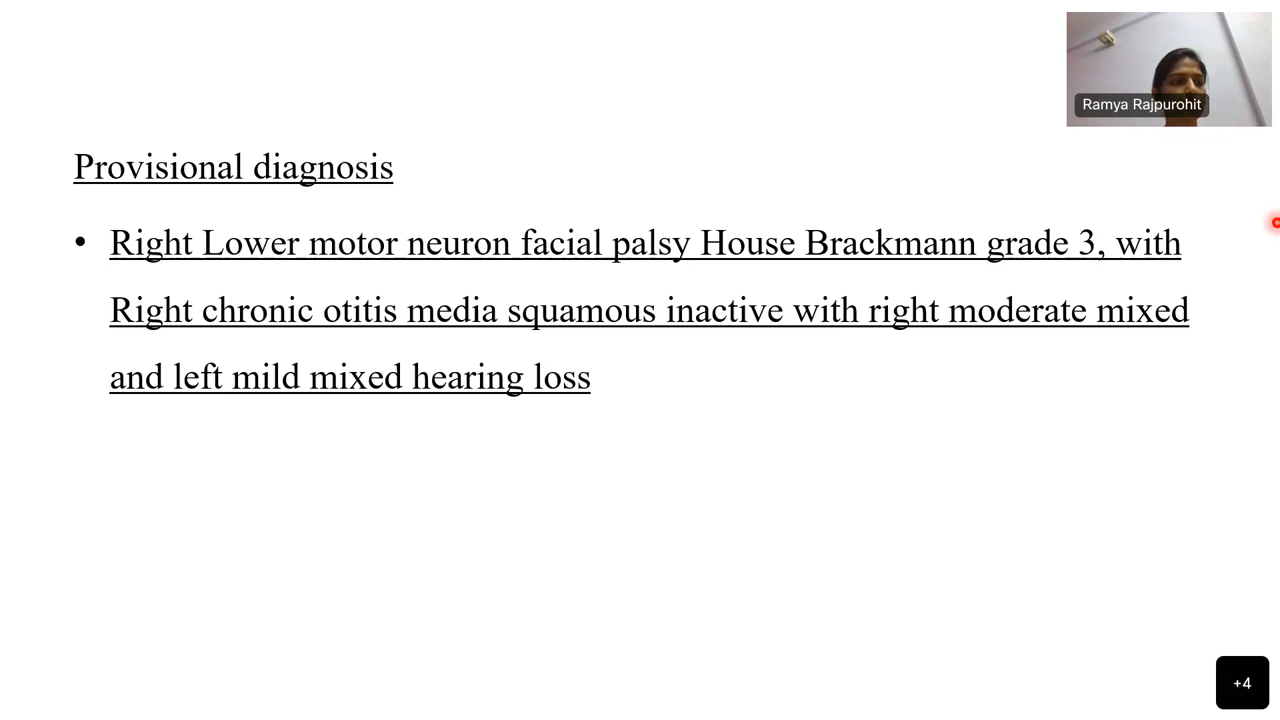 Ramya Rajpurohit
Provisional diagnosis
• Right Lower motor neuron facial palsy House Brackmann grade 3, with
Right chronic otitis media squamous inactive with right moderate mixed
and left mild mixed hearing loss
+4